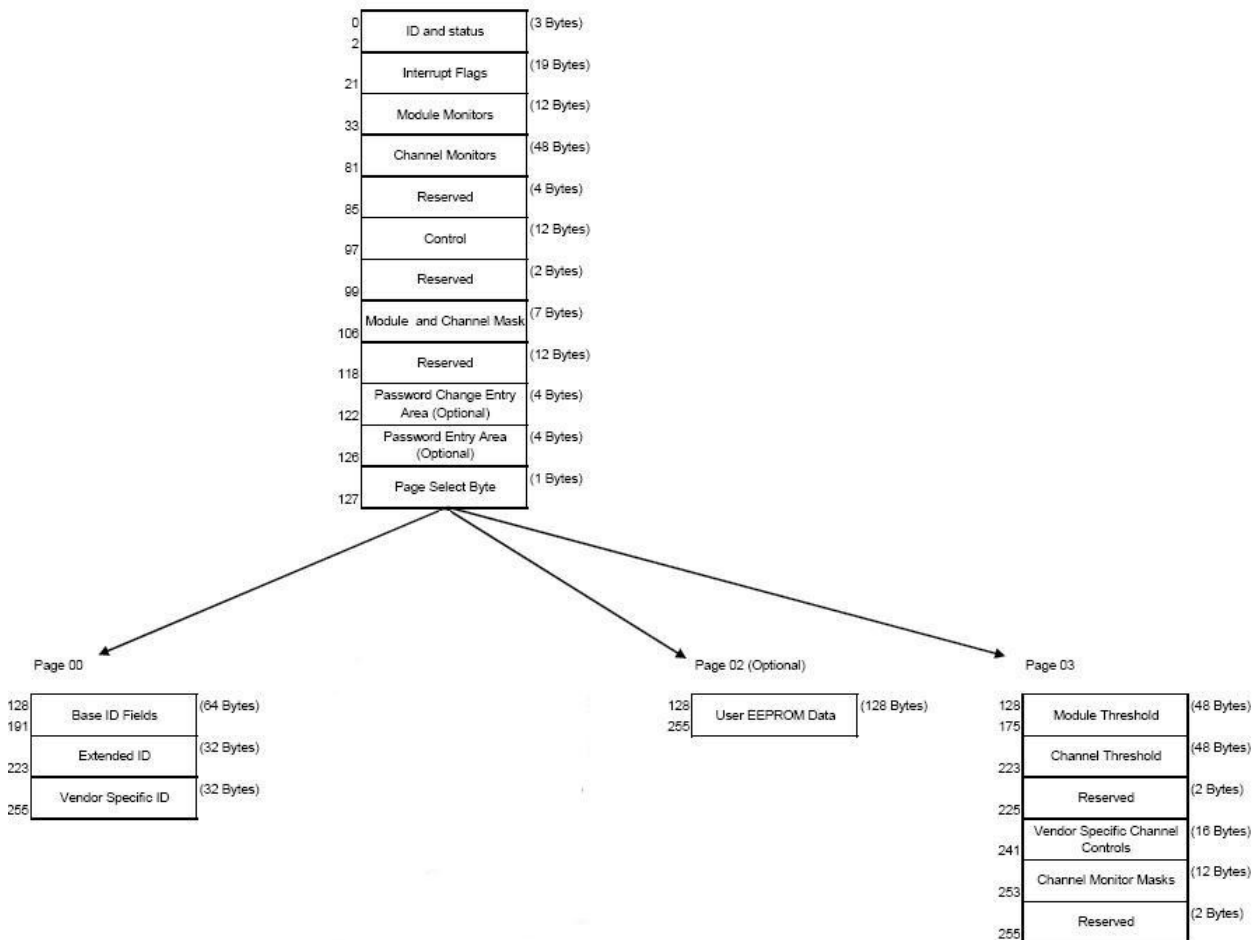 0
ID and status
(3 Bytes)
2
Interrupt Flags
(19 Bytes)
21
Module Monitors
(12 Bytes)
33
Channel Monitors
(48 Bytes)
81
Reserved
(4 Bytes)
85
Control
(12 Bytes)
97
Reserved
(2 Bytes)
99
Module and Channel Mask
(7 Bytes)
106
Reserved
(12 Bytes)
118
Password Change Entry
Area (Optional)
(4 Bytes)
122
Password Entry Area
(Optional)
(4 Bytes)
126
Page Select Byte
(1 Bytes)
127
Page 00
128
Base ID Fields
(64 Bytes)
191
Extended ID
(32 Bytes)
223
Vendor Specific ID
(32 Bytes)
255
Page 02 (Optional)
128
User EEPROM Data
(128 Bytes)
255
Page 03
128
Module Threshold
(48 Bytes)
175
Channel Threshold
(48 Bytes)
223
Reserved
(2 Bytes)
225
Vendor Specific Channel
Controls
(16 Bytes)
241
Channel Monitor Masks
(12 Bytes)
253
Reserved
(2 Bytes)
255